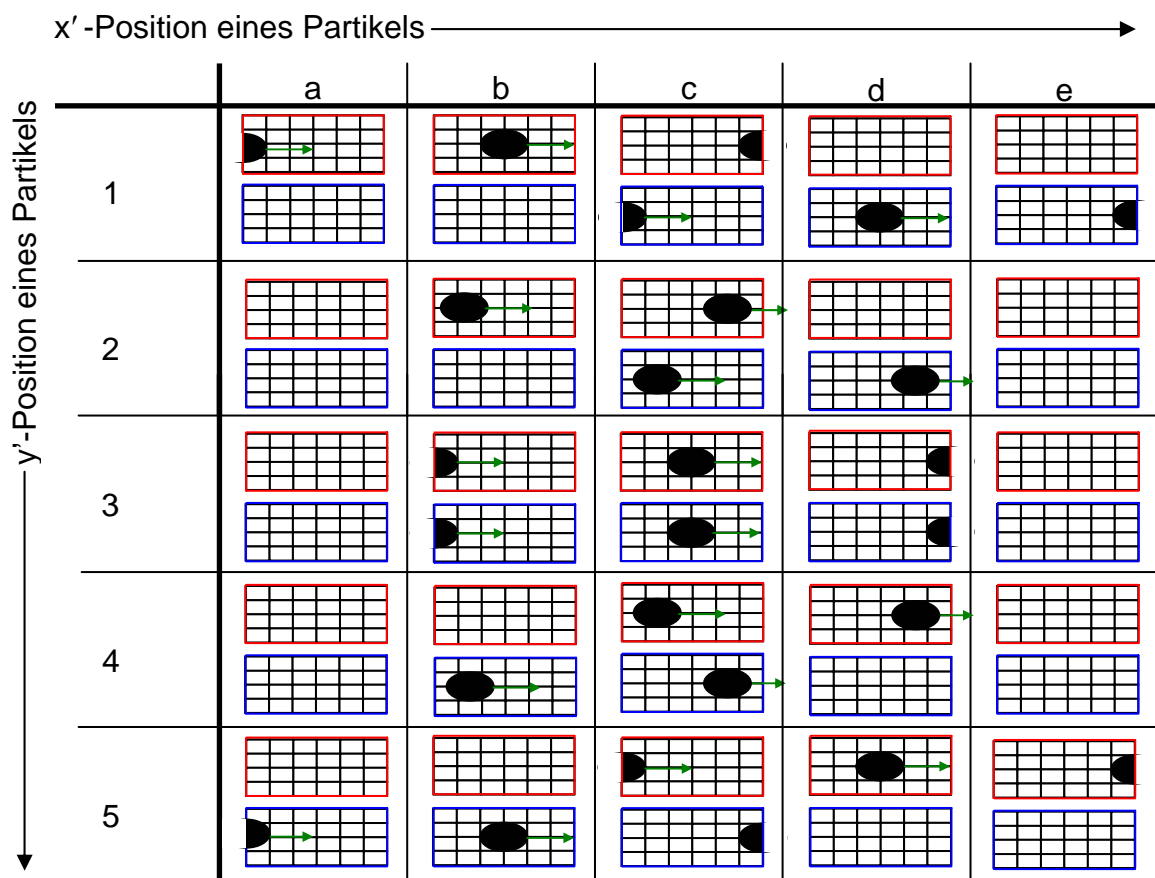 x′-Position eines Partikels
y’-Position eines Partikels
a b c d e
1
2
3
4
5